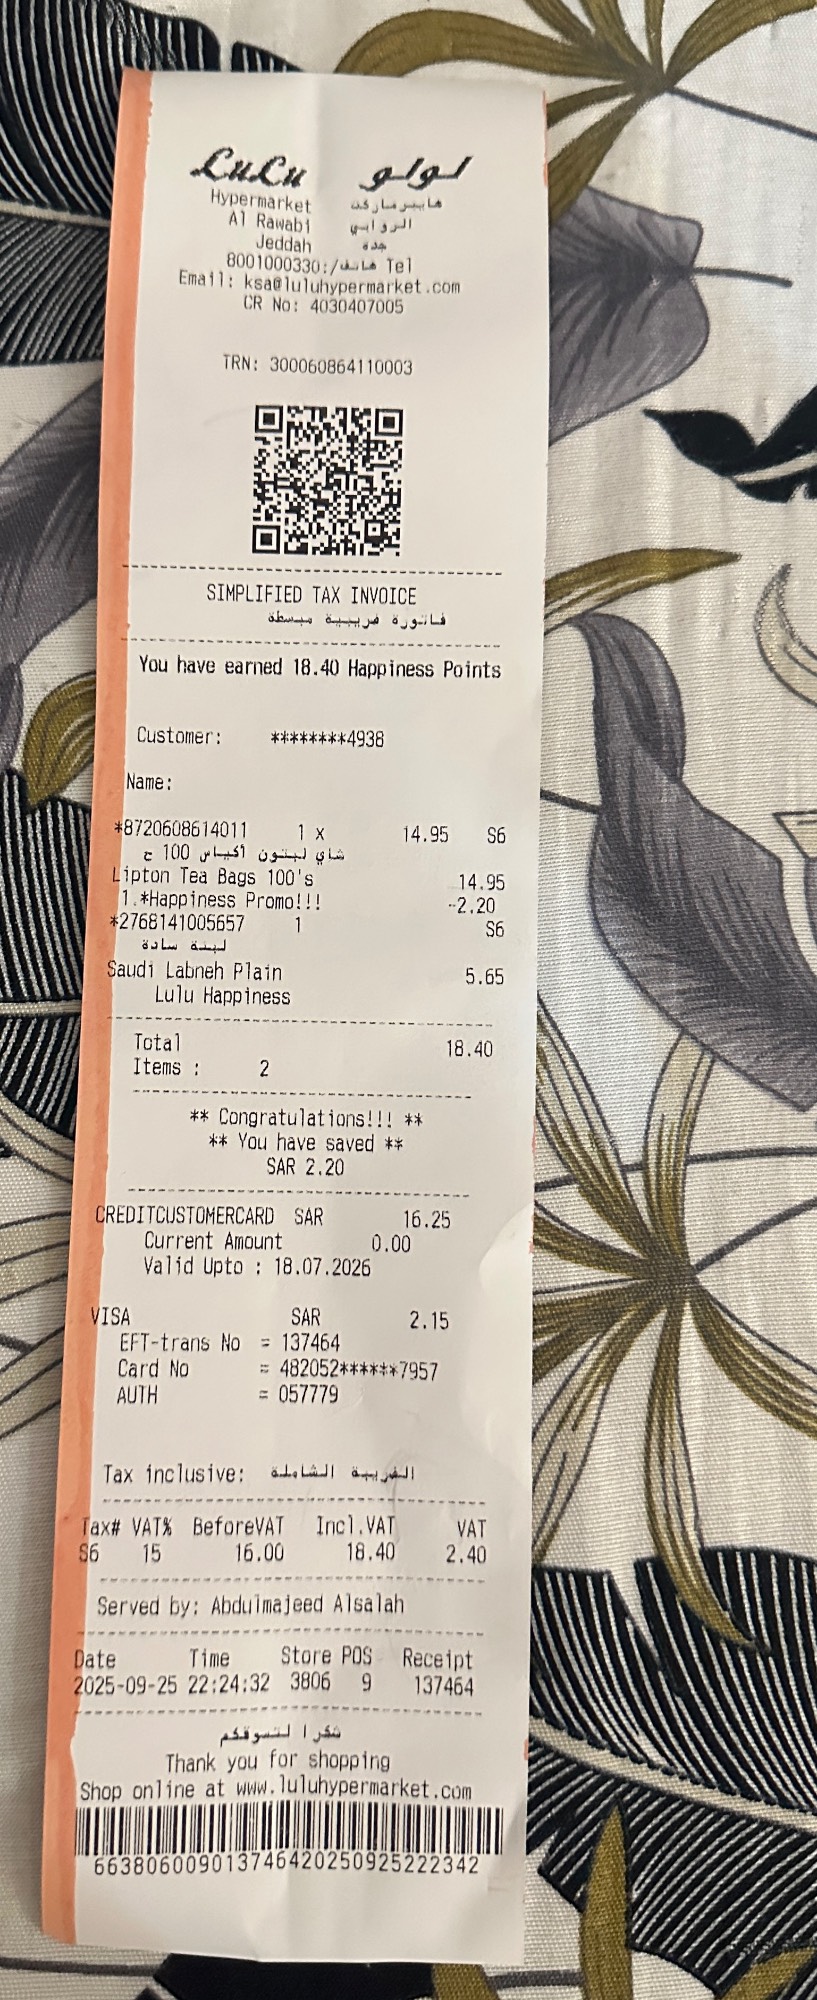 LuLu لولو
Hypermarket هايبرماركت
Al Rawabi الروابي
Jeddah جدة
8001000330:/هاتف Tel
Email: ksa@luluhypermarket.com
CR No: 4030407005
TRN: 300060864110003
SIMPLIFIED TAX INVOICE
فاتورة ضريبية مبسطة
You have earned 18.40 Happiness Points
Customer: ********4938
Name:
*8720608614011 1 x 14.95 S6
شاي ليبتون أكياس 100 ح
Lipton Tea Bags 100's 14.95
1.*Happiness Promo!!! -2.20
*2768141005657 1 S6
لبنة سادة
Saudi Labneh Plain 5.65
Lulu Happiness
Total 18.40
Items : 2
** Congratulations!!! **
** You have saved **
SAR 2.20
CREDITCUSTOMERCARD SAR 16.25
Current Amount 0.00
Valid Upto : 18.07.2026
VISA SAR 2.15
EFT-trans No = 137464
Card No = 482052******7957
AUTH = 057779
Tax inclusive: الضريبة الشاملة
Tax# VAT% BeforeVAT Incl.VAT VAT
S6 15 16.00 18.40 2.40
Served by: Abdulmajeed Alsalah
Date Time Store POS Receipt
2025-09-25 22:24:32 3806 9 137464
شكرا لتسوقكم
Thank you for shopping
Shop online at www.luluhypermarket.com
663806009013746420250925222342